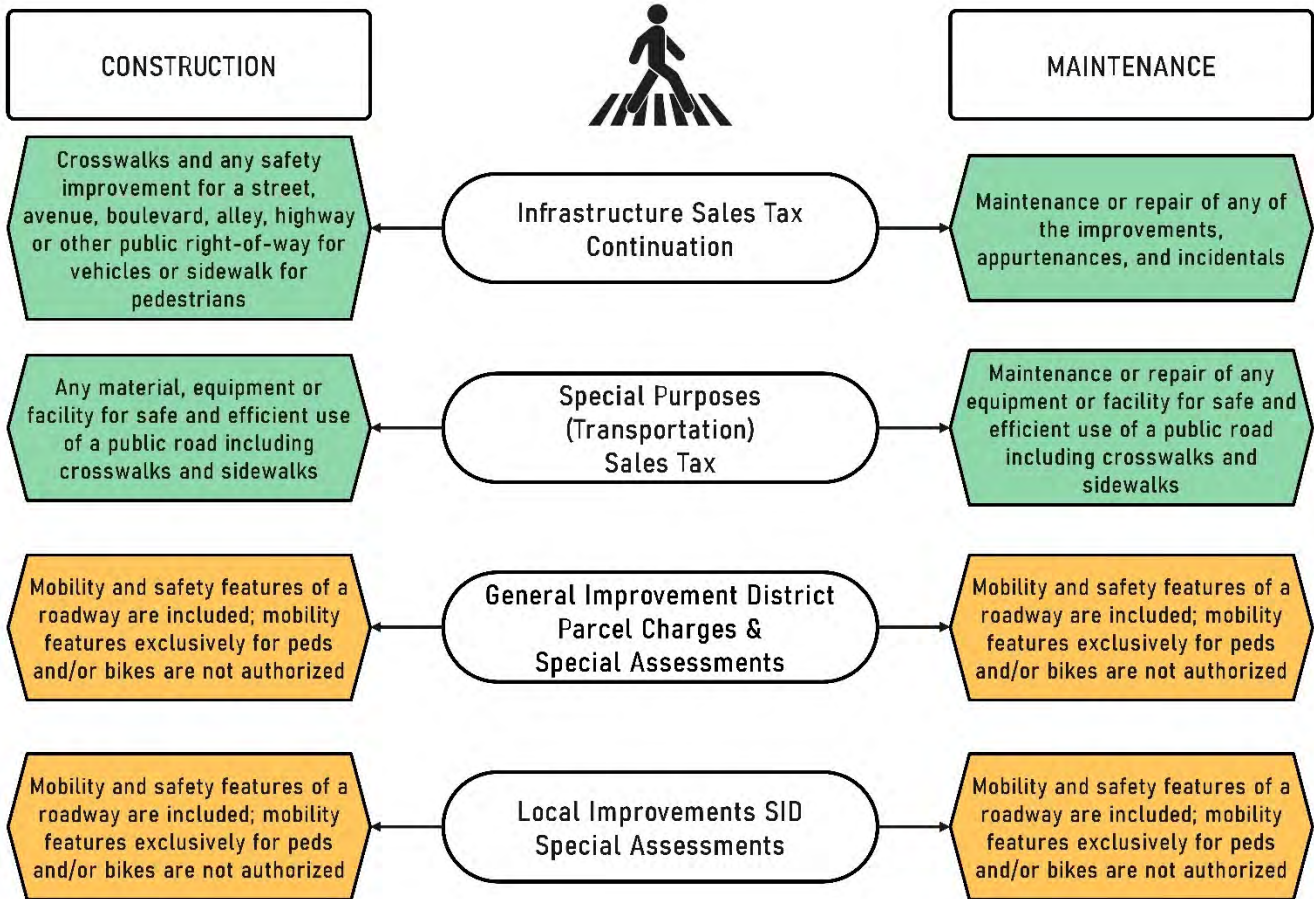 CONSTRUCTION
MAINTENANCE
Crosswalks and any safety
improvement for a street,
avenue, boulevard, alley, highway
or other public right-of-way for
vehicles or sidewalk for
pedestrians
Infrastructure Sales Tax
Continuation
Maintenance or repair of any of
the improvements,
appurtenances, and incidentals
Any material, equipment or
facility for safe and efficient use
of a public road including
crosswalks and sidewalks
Special Purposes
(Transportation)
Sales Tax
Maintenance or repair of any
equipment or facility for safe and
efficient use of a public road
including crosswalks and
sidewalks
Mobility and safety features of a
roadway are included; mobility
features exclusively for peds
and/or bikes are not authorized
General Improvement District
Parcel Charges &
Special Assessments
Mobility and safety features of a
roadway are included; mobility
features exclusively for peds
and/or bikes are not authorized
Mobility and safety features of a
roadway are included; mobility
features exclusively for peds
and/or bikes are not authorized
Local Improvements SID
Special Assessments
Mobility and safety features of a
roadway are included; mobility
features exclusively for peds
and/or bikes are not authorized